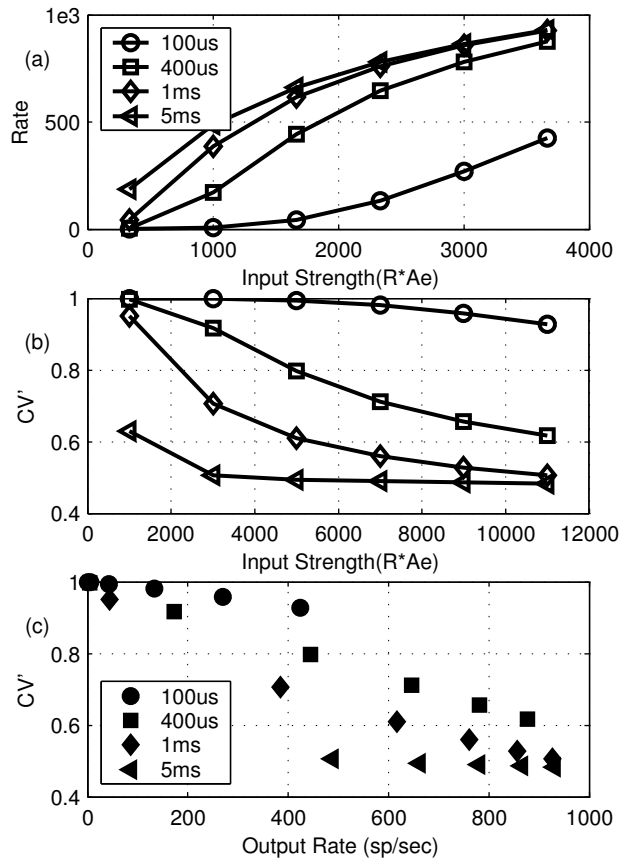 1e3
(a)
100us
400us
1ms
5ms
Rate
500
0
0 1000 2000 3000 4000
Input Strength(R*Ae)
1
(b)
0.8
CV'
0.6
0.4
0 2000 4000 6000 8000 10000 12000
Input Strength(R*Ae)
1
(c)
0.8
CV'
100us
400us
1ms
5ms
0.6
0.4
0 200 400 600 800 1000
Output Rate (sp/sec)